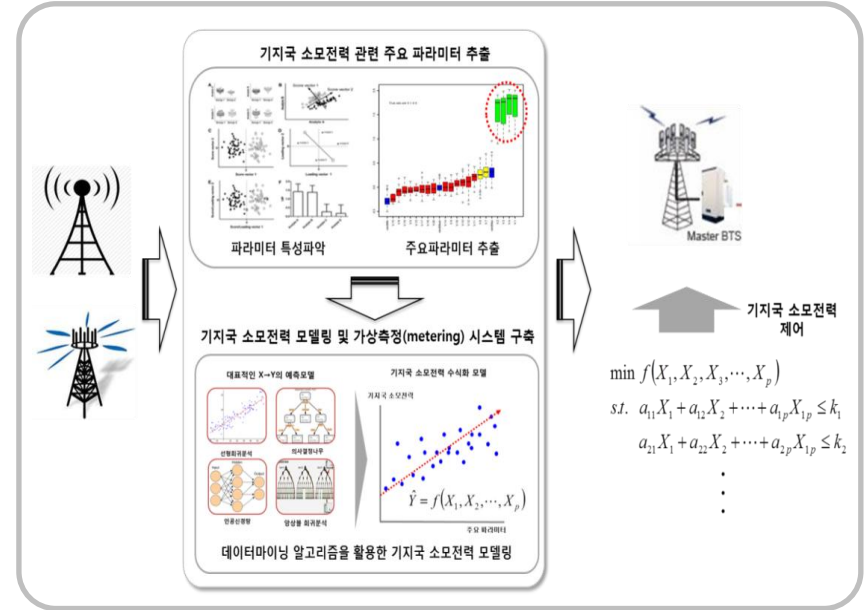 기지국 소모전력 관련 주요 파라미터 추출
A
B
Score vector 1
Score vector 2
C
D
E
F
파라미터 특성파악
주요파라미터 추출
기지국 소모전력 모델링 및 가상측정(metering) 시스템 구축
대표적인 X→Y의 예측모델
선형회귀분석
의사결정나무
Input
Output
인공신경망
앙상블 회귀분석
기지국 소모전력 수식화 모델
기지국 소모전력
Ŷ = f(X₁, X₂, ⋯, Xₚ)
주요 파라미터
데이터마이닝 알고리즘을 활용한 기지국 소모전력 모델링
Master BTS
기지국 소모전력
제어
min f(X₁, X₂, X₃, ⋯, Xₚ)
s.t. a₁₁X₁ + a₁₂X₂ + ⋯ + a₁ₚX₁ₚ ≤ k₁
a₂₁X₁ + a₂₂X₂ + ⋯ + a₂ₚX₁ₚ ≤ k₂